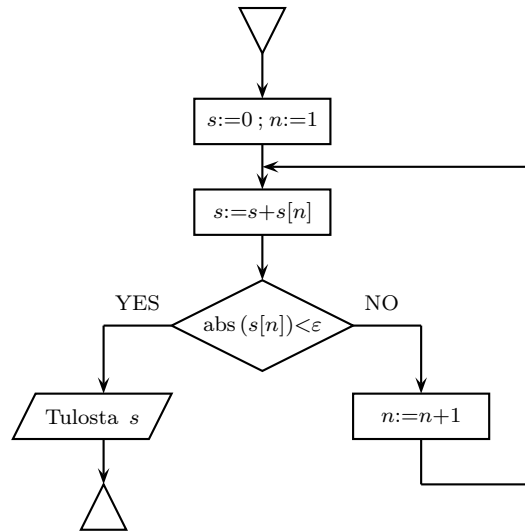 s:=0 ; n:=1
s:=s+s[n]
YES
NO
abs (s[n])<ε
Tulosta s
n:=n+1